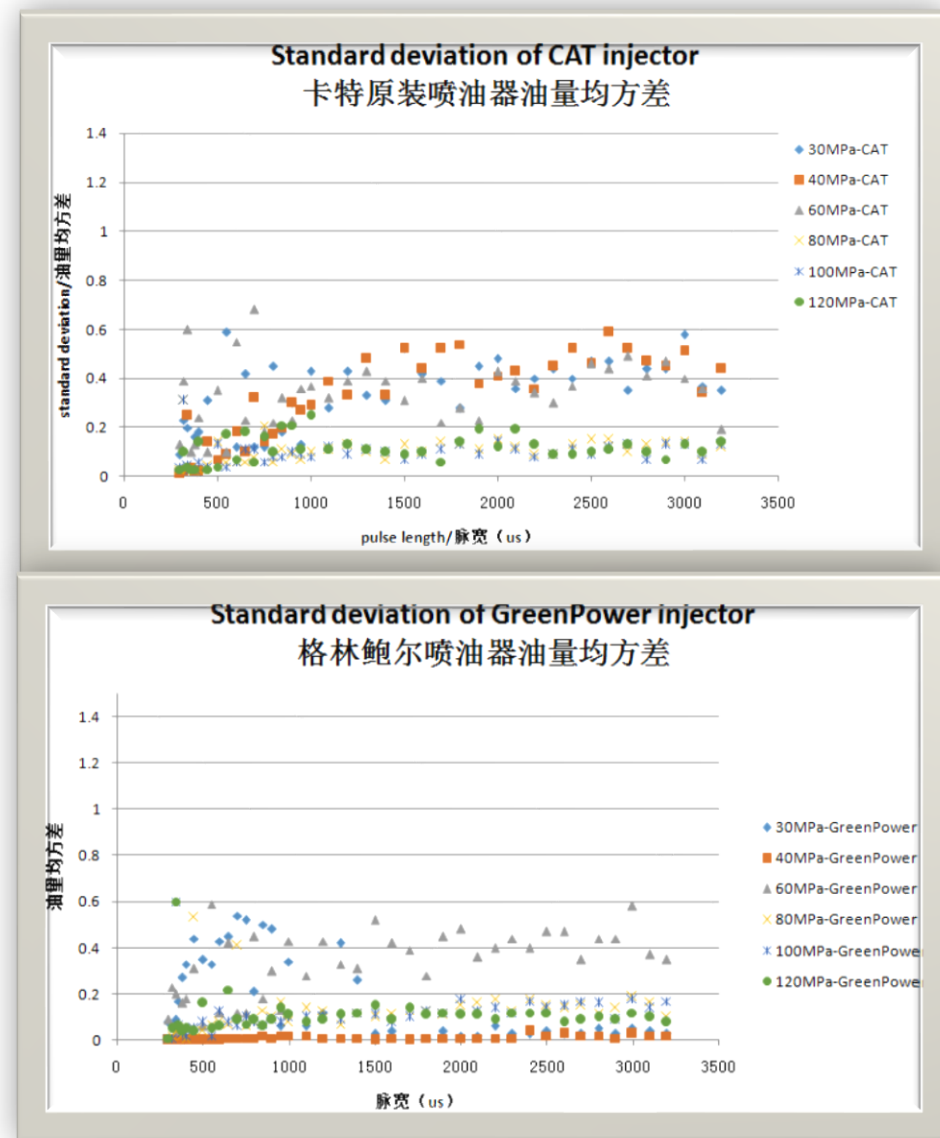 Standard deviation of CAT injector
卡特原装喷油器油量均方差
standard deviation/油量均方差
1.4
1.2
1
0.8
0.6
0.4
0.2
0
0
500
1000
1500
2000
2500
3000
3500
pulse length/脉宽（us）
30MPa-CAT
40MPa-CAT
60MPa-CAT
80MPa-CAT
100MPa-CAT
120MPa-CAT
Standard deviation of GreenPower injector
格林鲍尔喷油器油量均方差
油量均方差
1.4
1.2
1
0.8
0.6
0.4
0.2
0
0
500
1000
1500
2000
2500
3000
3500
脉宽（us）
30MPa-GreenPower
40MPa-GreenPower
60MPa-GreenPower
80MPa-GreenPower
100MPa-GreenPower
120MPa-GreenPower